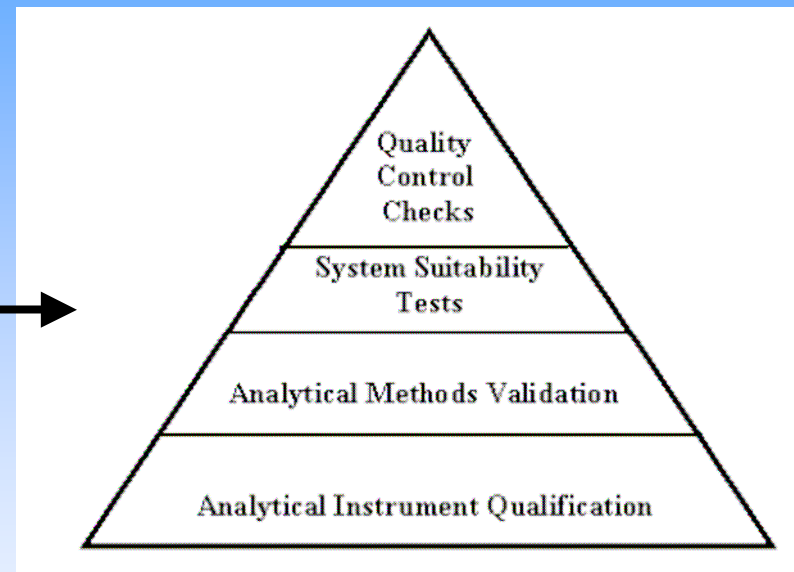 Quality
Control
Checks
System Suitability
Tests
Analytical Methods Validation
Analytical Instrument Qualification